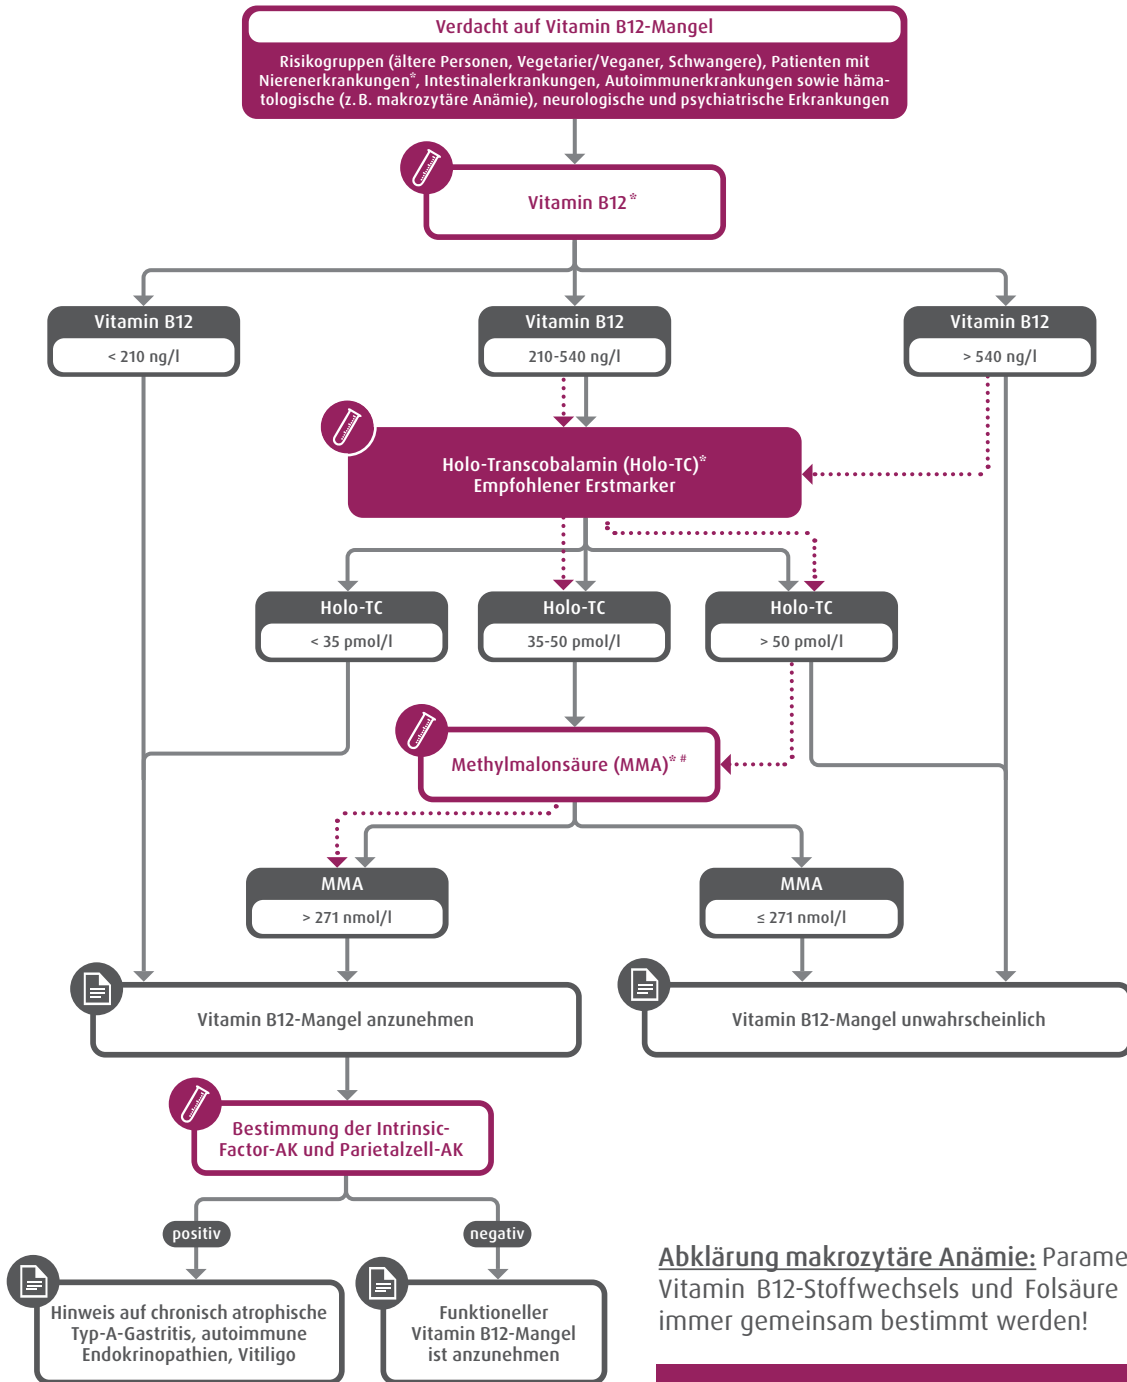 Verdacht auf Vitamin B12-Mangel
Risikogruppen (ältere Personen, Vegetarier/Veganer, Schwangere), Patienten mit
Nierenerkrankungen*, Intestinalerkrankungen, Autoimmunerkrankungen sowie häma-
tologische (z. B. makrozytäre Anämie), neurologische und psychiatrische Erkrankungen
Vitamin B12*
Vitamin B12
< 210 ng/l
Vitamin B12
210-540 ng/l
Vitamin B12
> 540 ng/l
Holo-Transcobalamin (Holo-TC)*
Empfohlener Erstmarker
Holo-TC
< 35 pmol/l
Holo-TC
35-50 pmol/l
Holo-TC
> 50 pmol/l
Methylmalonsäure (MMA)* #
MMA
> 271 nmol/l
MMA
≤ 271 nmol/l
Vitamin B12-Mangel anzunehmen
Vitamin B12-Mangel unwahrscheinlich
Bestimmung der Intrinsic-
Factor-AK und Parietalzell-AK
positiv
negativ
Hinweis auf chronisch atrophische
Typ-A-Gastritis, autoimmune
Endokrinopathien, Vitiligo
Funktioneller
Vitamin B12-Mangel
ist anzunehmen
Abklärung makrozytäre Anämie: Parame
Vitamin B12-Stoffwechsels und Folsäure
immer gemeinsam bestimmt werden!